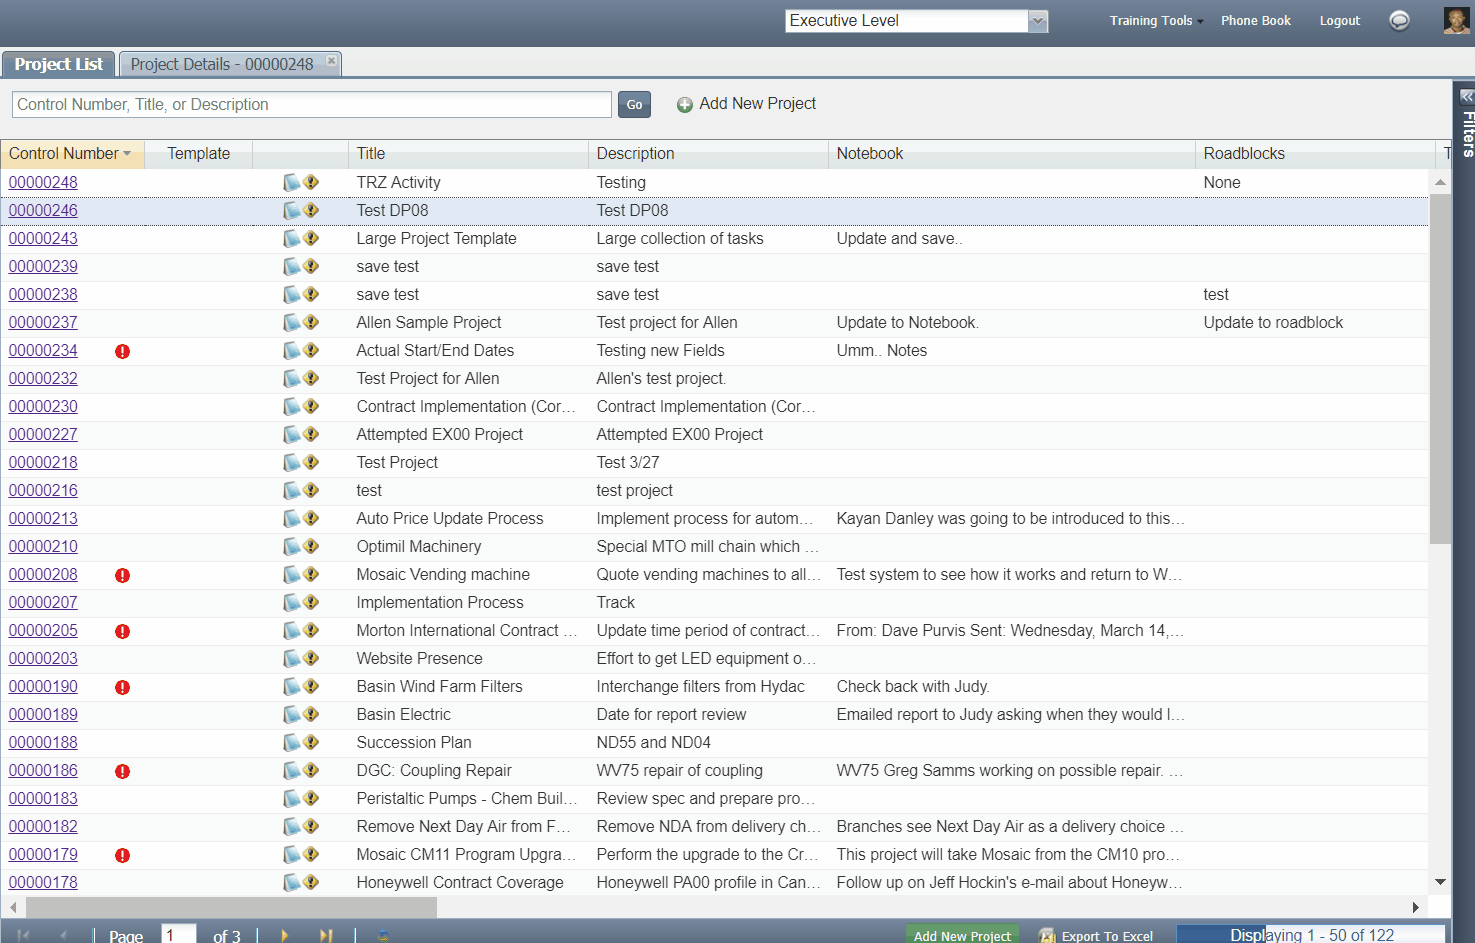 Executive Level Training Tools Phone Book Logout
Project List Project Details - 00000248
Control Number, Title, or Description Go Add New Project
Filters
Control Number Template Title Description Notebook Roadblocks T
00000248 TRZ Activity Testing None
00000246 Test DP08 Test DP08
00000243 Large Project Template Large collection of tasks Update and save..
00000239 save test save test
00000238 save test save test test
00000237 Allen Sample Project Test project for Allen Update to Notebook. Update to roadblock
00000234 Actual Start/End Dates Testing new Fields Umm.. Notes
00000232 Test Project for Allen Allen's test project.
00000230 Contract Implementation (Cor... Contract Implementation (Cor...
00000227 Attempted EX00 Project Attempted EX00 Project
00000218 Test Project Test 3/27
00000216 test test project
00000213 Auto Price Update Process Implement process for autom... Kayan Danley was going to be introduced to this...
00000210 Optimil Machinery Special MTO mill chain which ...
00000208 Mosaic Vending machine Quote vending machines to all... Test system to see how it works and return to W...
00000207 Implementation Process Track
00000205 Morton International Contract ... Update time period of contract... From: Dave Purvis Sent: Wednesday, March 14,...
00000203 Website Presence Effort to get LED equipment o...
00000190 Basin Wind Farm Filters Interchange filters from Hydac Check back with Judy.
00000189 Basin Electric Date for report review Emailed report to Judy asking when they would l...
00000188 Succession Plan ND55 and ND04
00000186 DGC: Coupling Repair WV75 repair of coupling WV75 Greg Samms working on possible repair. ...
00000183 Peristaltic Pumps - Chem Buil... Review spec and prepare pro...
00000182 Remove Next Day Air from F... Remove NDA from delivery ch... Branches see Next Day Air as a delivery choice ...
00000179 Mosaic CM11 Program Upgra... Perform the upgrade to the Cr... This project will take Mosaic from the CM10 pro...
00000178 Honeywell Contract Coverage Honeywell PA00 profile in Can... Follow up on Jeff Hockin's e-mail about Honeyw...
Page 1 of 3 Add New Project Export To Excel Displaying 1 - 50 of 122